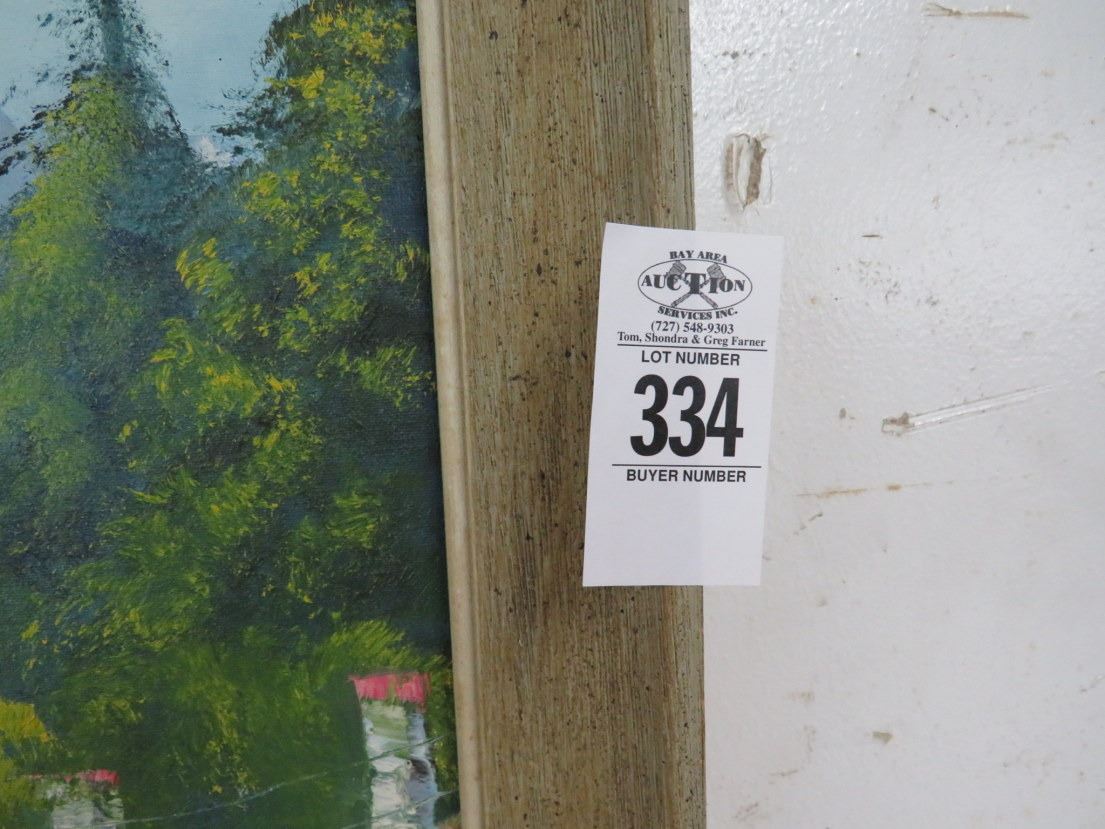 BAY AREA
AUCTION
SERVICES INC.
(727) 548-9303
Tom, Shondra & Greg Farner
LOT NUMBER
334
BUYER NUMBER